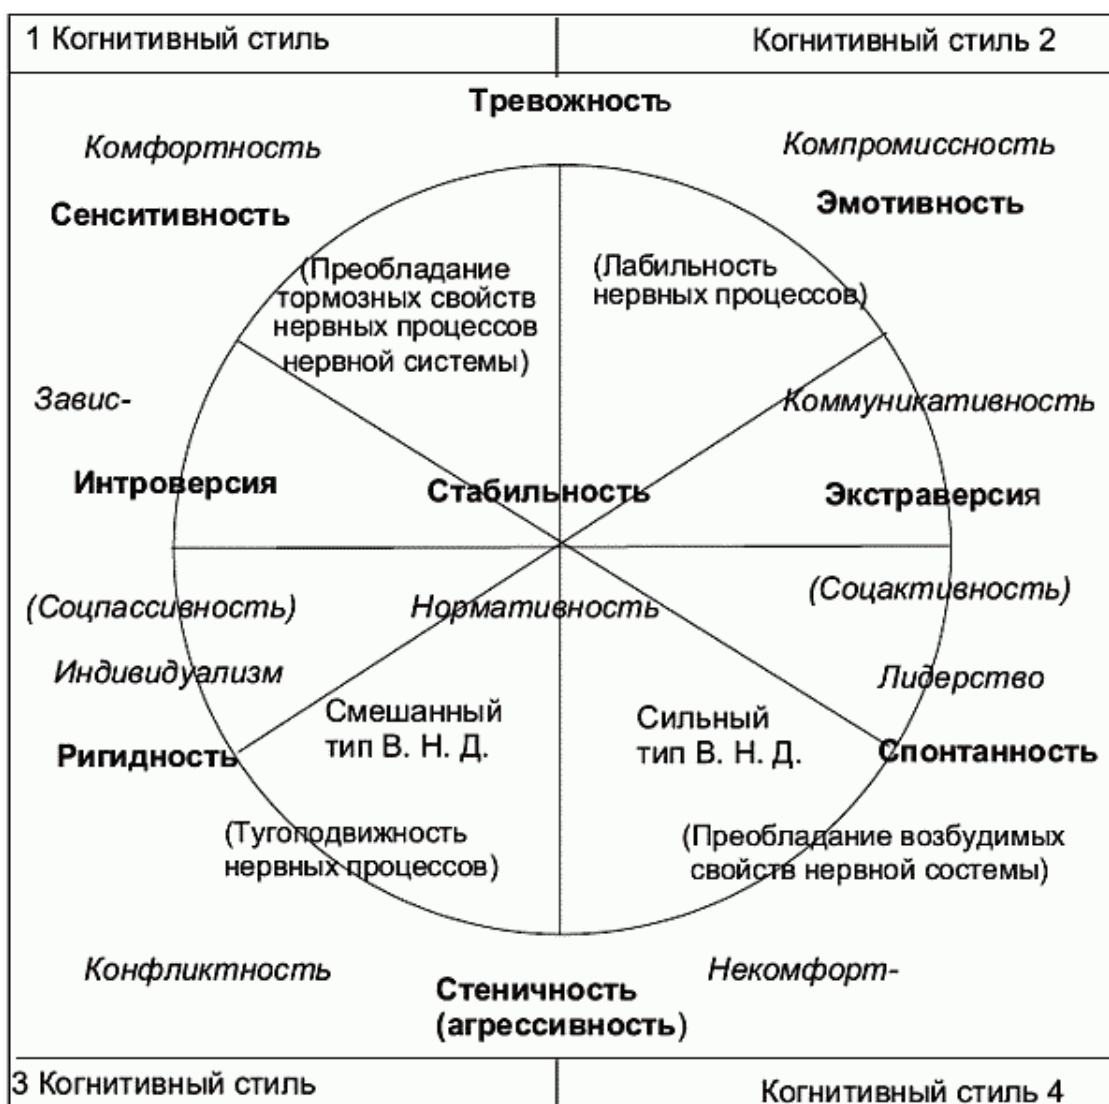 1 Когнитивный стиль
Когнитивный стиль 2
Тревожность
Комфортность
Компромиссность
Сенситивность
Эмотивность
(Преобладание
тормозных свойств
нервных процессов
нервной системы)
(Лабильность
нервных процессов)
Завис-
Коммуникативность
Интроверсия
Стабильность
Экстраверсия
(Соцпассивность)
Нормативность
(Соцактивность)
Индивидуализм
Лидерство
Смешанный
тип В. Н. Д.
Сильный
тип В. Н. Д.
Ригидность
Спонтанность
(Тугоподвижность
нервных процессов)
(Преобладание возбудимых
свойств нервной состемы)
Конфликтность
Некомфорт-
Стеничность
(агрессивность)
3 Когнитивный стиль
Когнитивный стиль 4